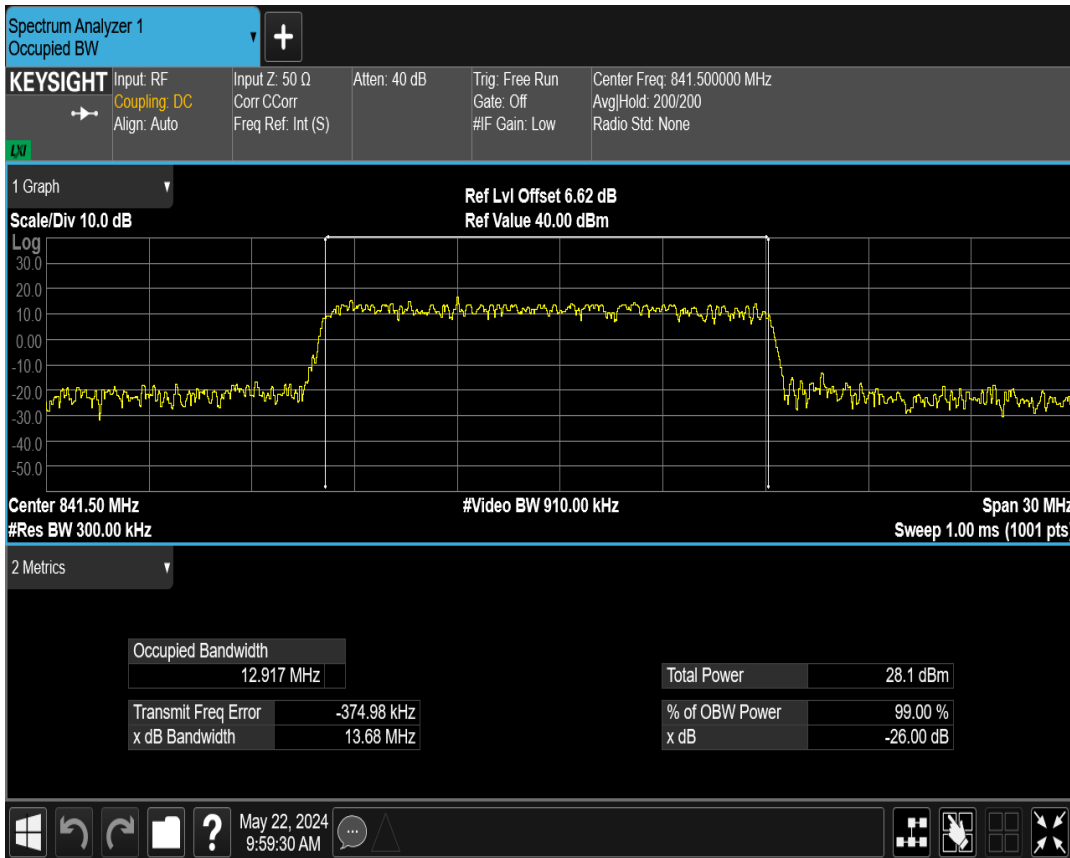 Spectrum Analyzer 1
Occupied BW
+
KEYSIGHT
Input: RF
Coupling: DC
Align: Auto
Input Z: 50 Ω
Corr CCorr
Freq Ref: Int (S)
Atten: 40 dB
Trig: Free Run
Gate: Off
#IF Gain: Low
Center Freq: 841.500000 MHz
Avg|Hold: 200/200
Radio Std: None
LXI
1 Graph
Ref Lvl Offset 6.62 dB
Scale/Div 10.0 dB
Ref Value 40.00 dBm
Log
30.0
20.0
10.0
0.00
-10.0
-20.0
-30.0
-40.0
-50.0
Center 841.50 MHz
#Video BW 910.00 kHz
Span 30 MHz
#Res BW 300.00 kHz
Sweep 1.00 ms (1001 pts)
2 Metrics
Occupied Bandwidth
12.917 MHz
Total Power 28.1 dBm
Transmit Freq Error -374.98 kHz
% of OBW Power 99.00 %
x dB Bandwidth 13.68 MHz
x dB -26.00 dB
?
May 22, 2024
9:59:30 AM